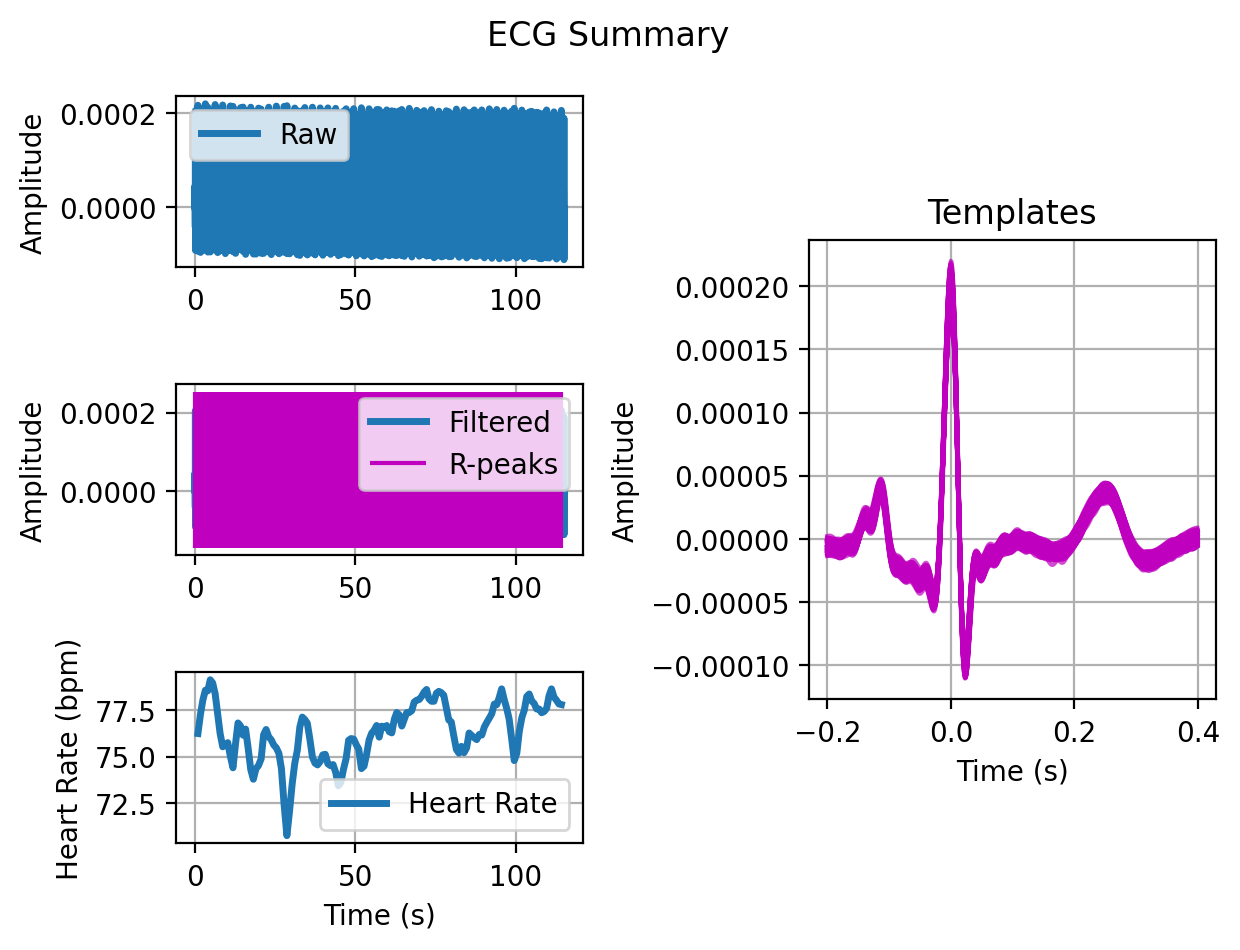 ECG Summary
Amplitude
0.0002
0.0000
Raw
0
50
100
Amplitude
0.0002
0.0000
Filtered
R-peaks
0
50
100
Heart Rate (bpm)
77.5
75.0
72.5
Heart Rate
0
50
100
Time (s)
Templates
Amplitude
0.00020
0.00015
0.00010
0.00005
0.00000
−0.00005
−0.00010
−0.2
0.0
0.2
0.4
Time (s)